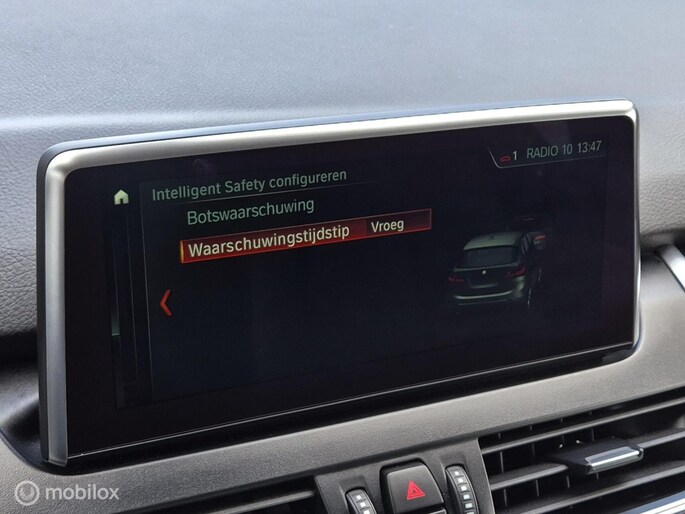 1 RADIO 10 13:47
Intelligent Safety configureren
Botswaarschuwing
Waarschuwingstijdstip Vroeg
mobilox